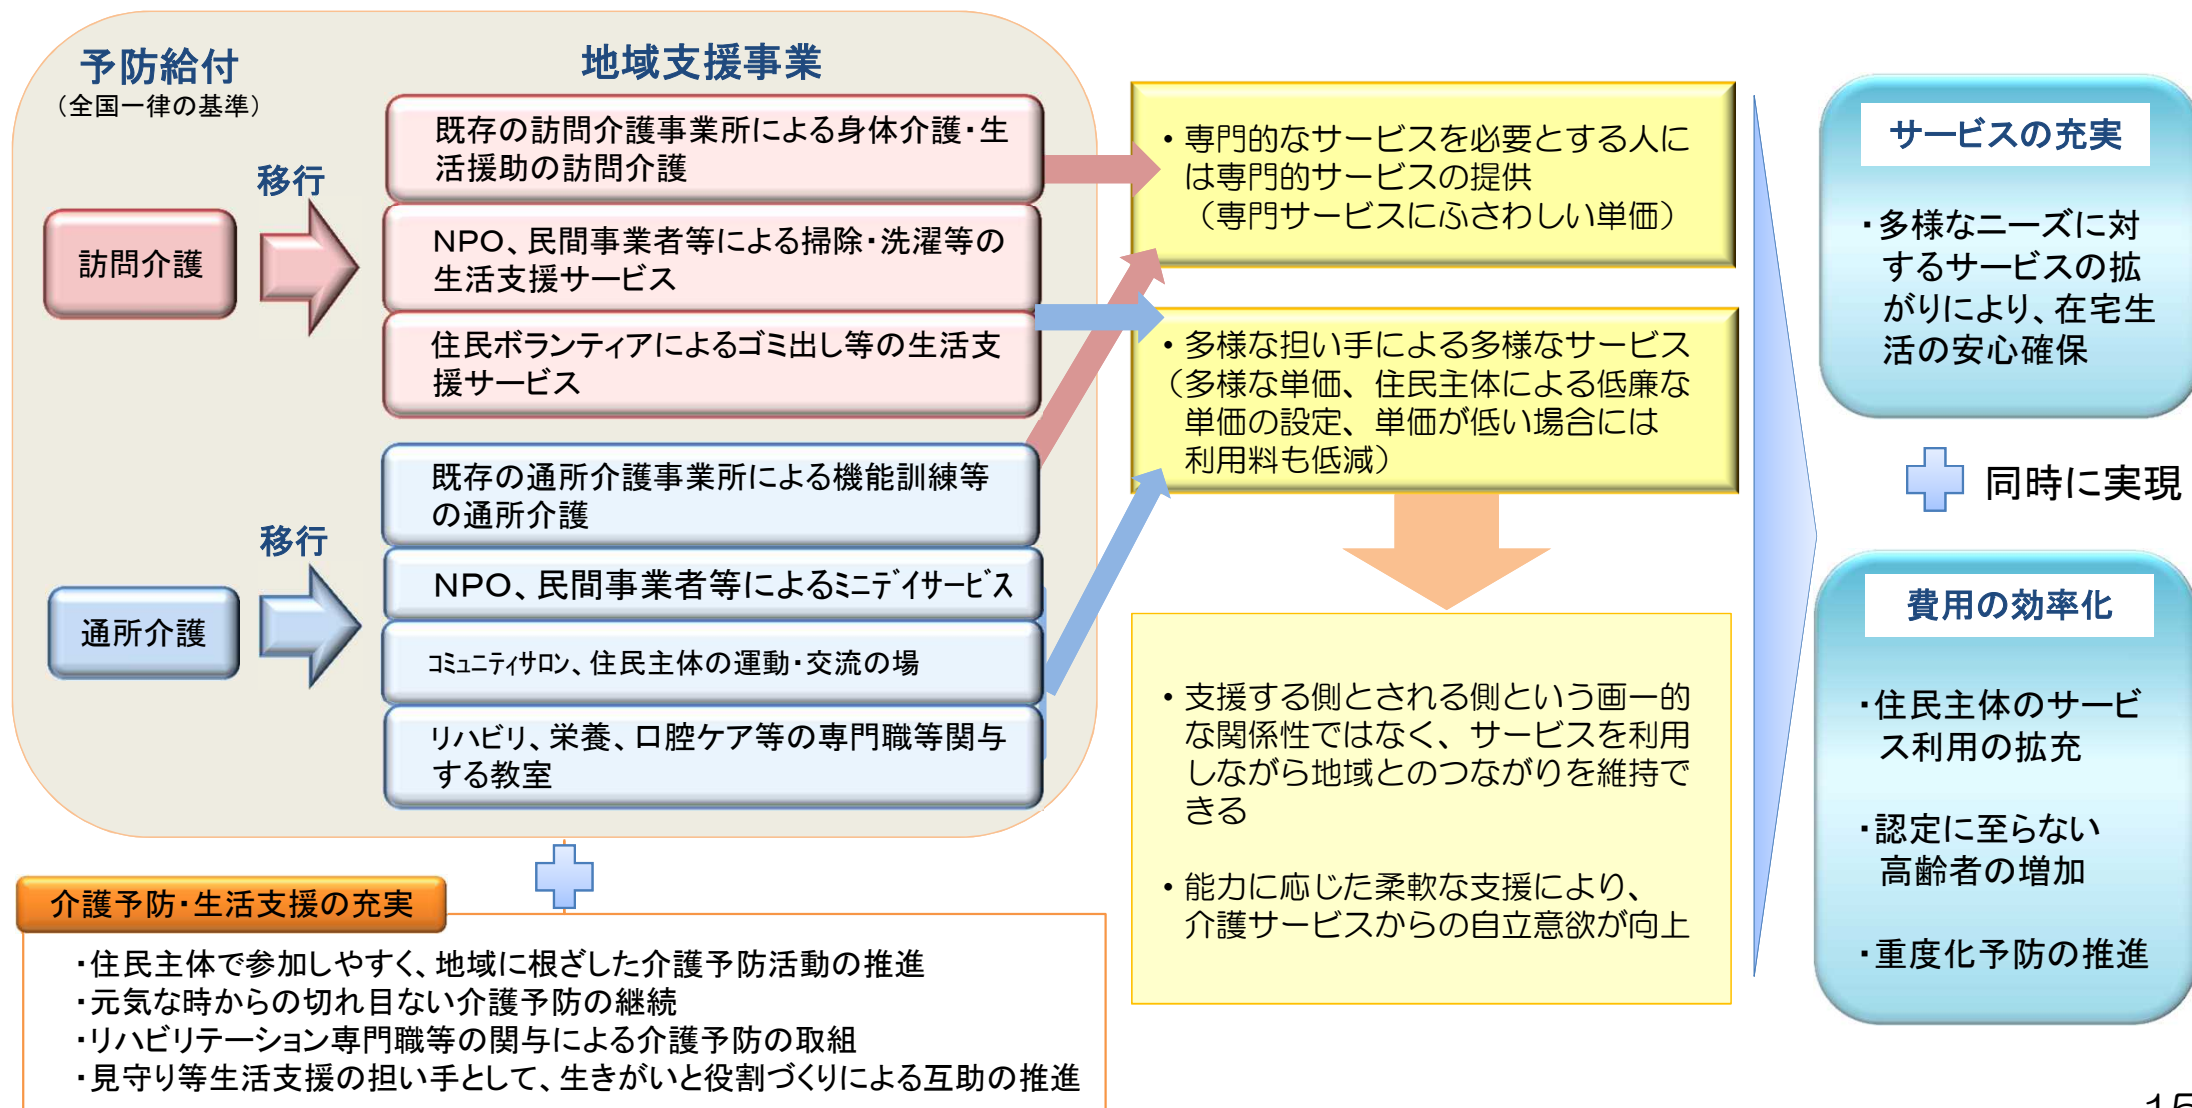 予防給付
（全国一律の基準）
地域支援事業
移行
訪問介護
既存の訪問介護事業所による身体介護・生
活援助の訪問介護
NPO、民間事業者等による掃除・洗濯等の
生活支援サービス
住民ボランティアによるゴミ出し等の生活支
援サービス
移行
通所介護
既存の通所介護事業所による機能訓練等
の通所介護
NPO、民間事業者等によるﾐﾆﾃﾞｲｻｰﾋﾞｽ
ｺﾐｭﾆﾃｨｻﾛﾝ、住民主体の運動・交流の場
リハビリ、栄養、口腔ケア等の専門職等関与
する教室
介護予防・生活支援の充実
・住民主体で参加しやすく、地域に根ざした介護予防活動の推進
・元気な時からの切れ目ない介護予防の継続
・リハビリテーション専門職等の関与による介護予防の取組
・見守り等生活支援の担い手として、生きがいと役割づくりによる互助の推進
・専門的なサービスを必要とする人に
は専門的サービスの提供
（専門サービスにふさわしい単価）
・多様な担い手による多様なサービス
（多様な単価、住民主体による低廉な
単価の設定、単価が低い場合には
利用料も低減）
・支援する側とされる側という画一的
な関係性ではなく、サービスを利用
しながら地域とのつながりを維持で
きる
・能力に応じた柔軟な支援により、
介護サービスからの自立意欲が向上
サービスの充実
・多様なニーズに対
するサービスの拡
がりにより、在宅生
活の安心確保
同時に実現
費用の効率化
・住民主体のサービ
ス利用の拡充
・認定に至らない
高齢者の増加
・重度化予防の推進
15